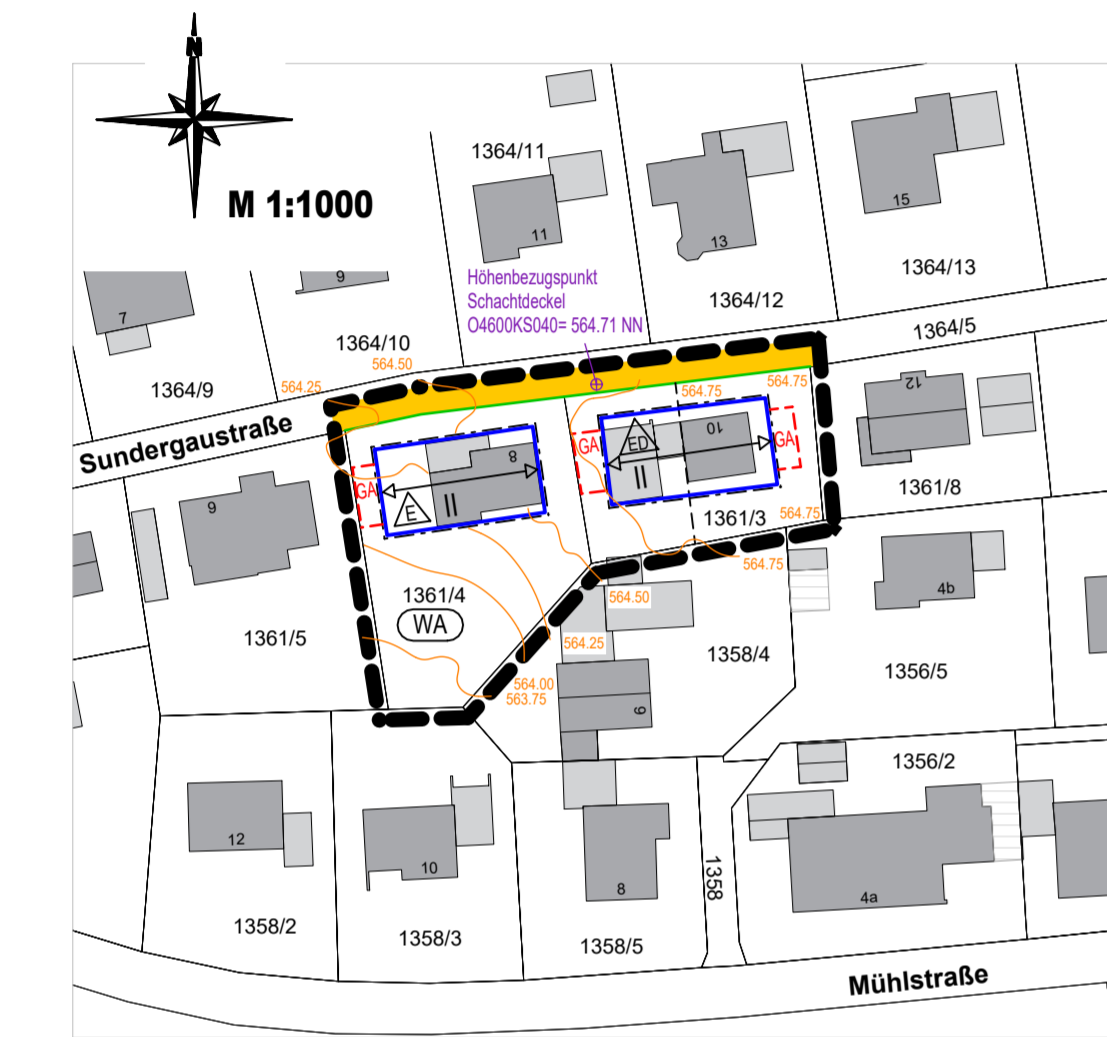 N
M 1:1000
1364/11
11
13
15
1364/13
1364/12
Höhenbezugspunkt
Schachtdeckel
O4600KS040= 564.71 NN
9
7
1364/10
1364/5
1364/9
564.50
564.25
564.75
564.75
12
Sundergaustraße
8
10
GA
GA
GA
ED
E
II
II
9
1361/8
1361/3
564.75
564.75
1361/4
WA
564.50
4b
1361/5
564.25
1358/4
1356/5
564.00
563.75
6
1356/2
12
10
8
1358
4a
1358/2
1358/3
1358/5
Mühlstraße